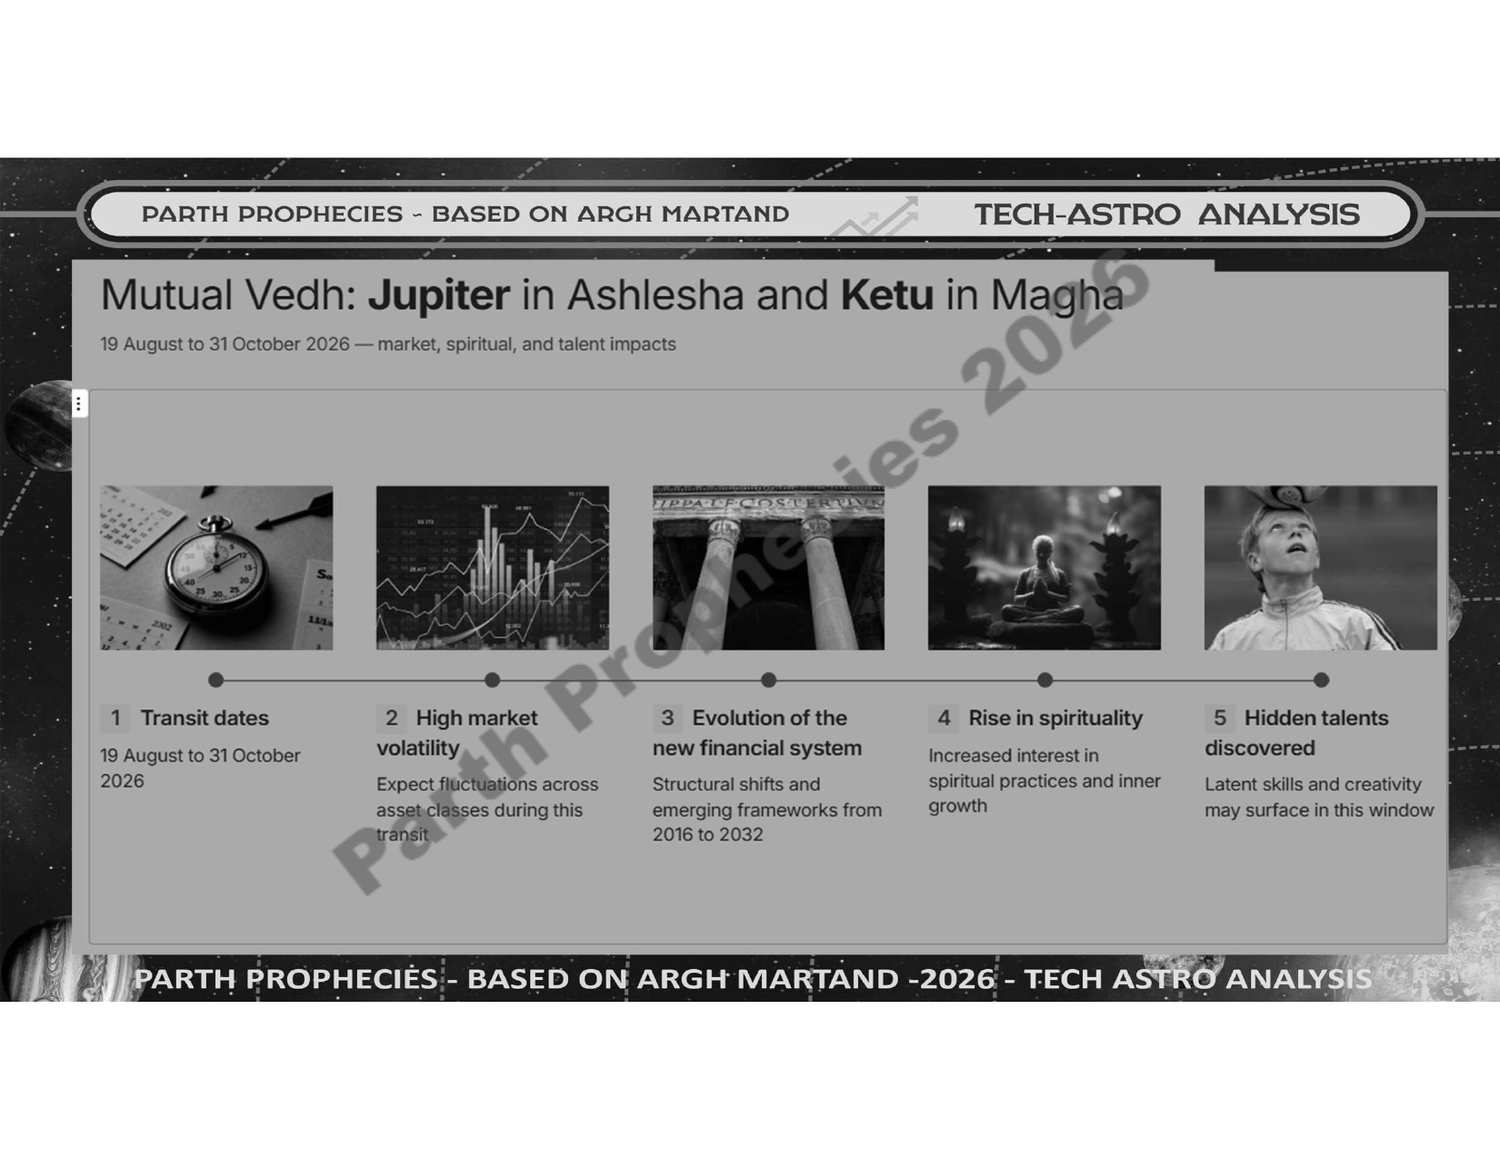 PARTH PROPHECIES - BASED ON ARGH MARTAND
TECH-ASTRO ANALYSIS
Mutual Vedh: Jupiter in Ashlesha and Ketu in Magha
19 August to 31 October 2026 — market, spiritual, and talent impacts
1 Transit dates
19 August to 31 October
2026
2 High market
volatility
Expect fluctuations across
asset classes during this
transit
3 Evolution of the
new financial system
Structural shifts and
emerging frameworks from
2016 to 2032
4 Rise in spirituality
Increased interest in
spiritual practices and inner
growth
5 Hidden talents
discovered
Latent skills and creativity
may surface in this window
Parth Prophecies 2026
PARTH PROPHECIES - BASED ON ARGH MARTAND -2026 - TECH ASTRO ANALYSIS